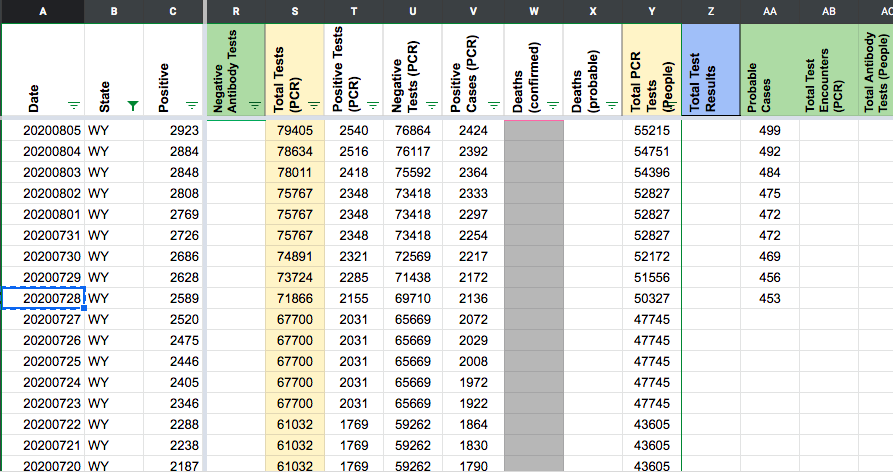 A B C R S T U V W X Y Z AA AB AC
Date State Positive Negative Antibody Tests Total Tests (PCR) Positive Tests (PCR) Negative Tests (PCR) Positive Cases (PCR) Deaths (confirmed) Deaths (probable) Total PCR Tests (People) Total Test Results Probable Cases Total Test Encounters (PCR) Total Antibody Tests (People)
20200805 WY 2923 79405 2540 76864 2424 55215 499
20200804 WY 2884 78634 2516 76117 2392 54751 492
20200803 WY 2848 78011 2418 75592 2364 54396 484
20200802 WY 2808 75767 2348 73418 2333 52827 475
20200801 WY 2769 75767 2348 73418 2297 52827 472
20200731 WY 2726 75767 2348 73418 2254 52827 472
20200730 WY 2686 74891 2321 72569 2217 52172 469
20200729 WY 2628 73724 2285 71438 2172 51556 456
20200728 WY 2589 71866 2155 69710 2136 50327 453
20200727 WY 2520 67700 2031 65669 2072 47745
20200726 WY 2475 67700 2031 65669 2029 47745
20200725 WY 2446 67700 2031 65669 2008 47745
20200724 WY 2405 67700 2031 65669 1972 47745
20200723 WY 2346 67700 2031 65669 1922 47745
20200722 WY 2288 61032 1769 59262 1864 43605
20200721 WY 2238 61032 1769 59262 1830 43605
20200720 WY 2187 61032 1769 59262 1790 43605